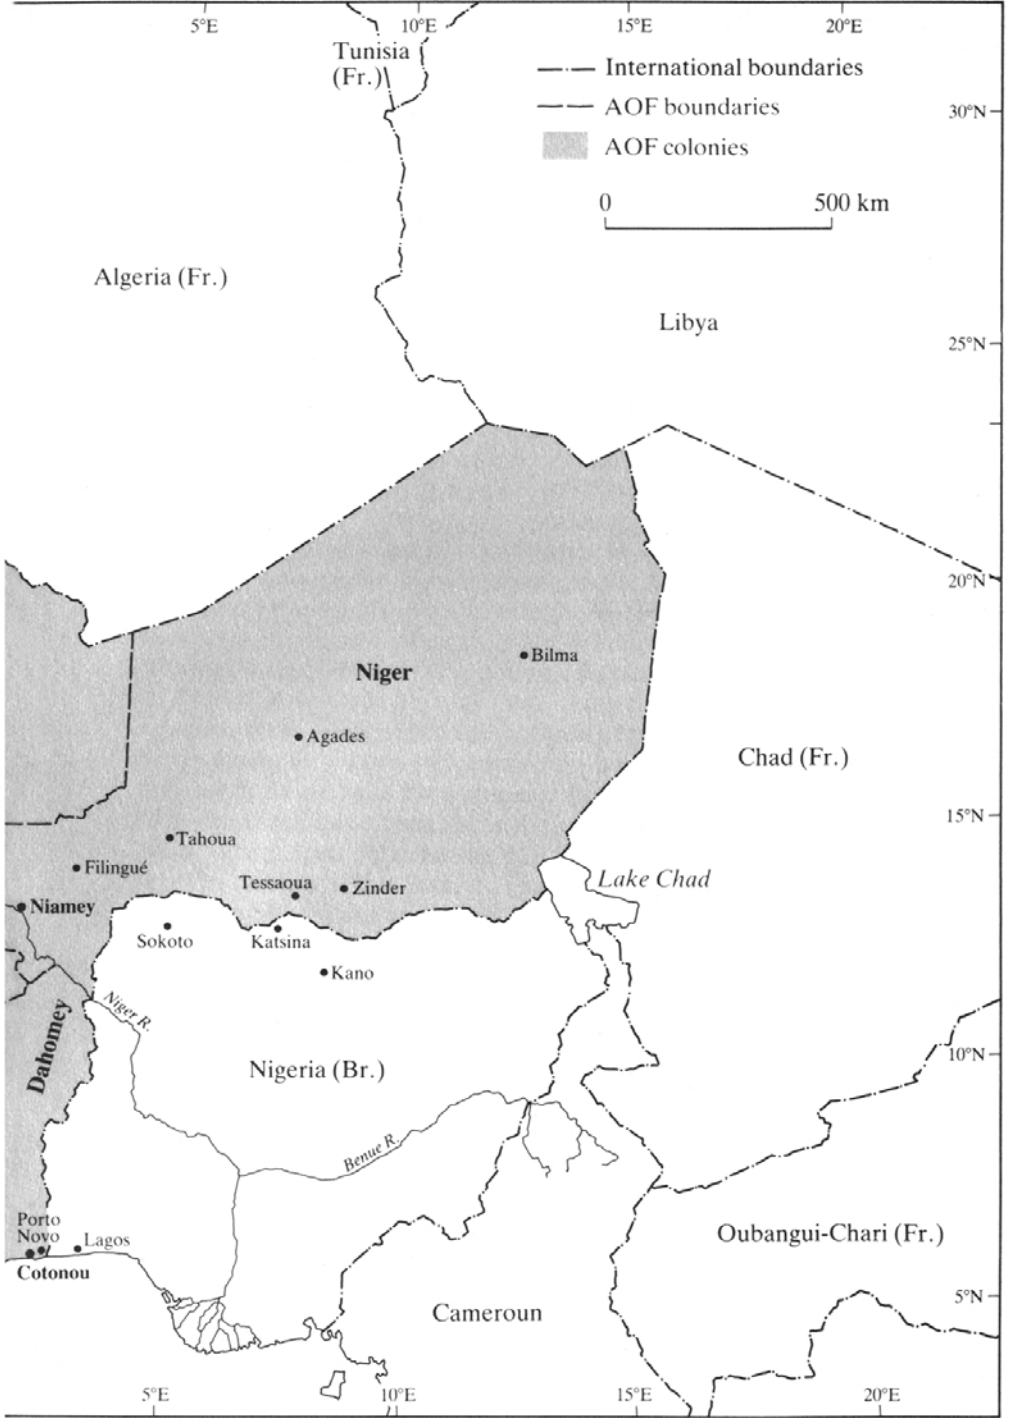 5°E
10°E
15°E
20°E
Tunisia
(Fr.)
International boundaries
AOF boundaries
AOF colonies
30°N
0
500 km
Algeria (Fr.)
Libya
25°N
20°N
Bilma
Niger
Agades
Chad (Fr.)
15°N
Tahoua
Filingué
Tessaoua
Zinder
Lake Chad
Niamey
Sokoto
Katsina
Kano
Niger R.
Dahomey
Nigeria (Br.)
10°N
Benue R.
Porto
Novo
Lagos
Cotonou
Oubangui-Chari (Fr.)
5°N
Cameroun
5°E
10°E
15°E
20°E